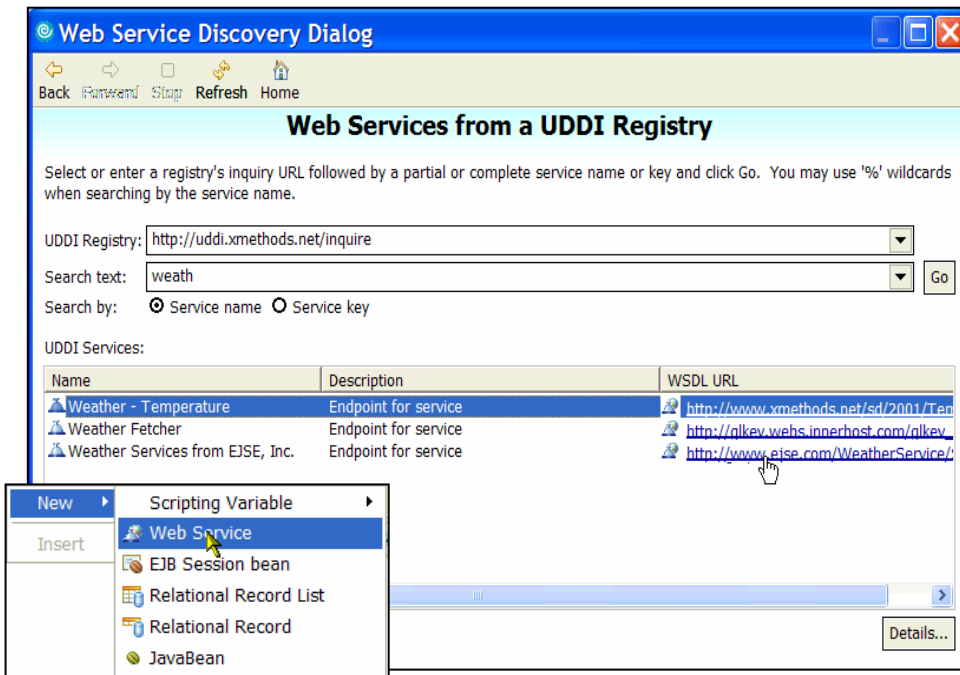 Web Service Discovery Dialog
Back Forward Stop Refresh Home
Web Services from a UDDI Registry
Select or enter a registry's inquiry URL followed by a partial or complete service name or key and click Go. You may use '%' wildcards
when searching by the service name.
UDDI Registry: http://uddi.xmethods.net/inquire
Search text: weath Go
Search by: Service name Service key
UDDI Services:
Name Description WSDL URL
Weather - Temperature Endpoint for service http://www.xmethods.net/sd/2001/Tem
Weather Fetcher Endpoint for service http://glkev.webs.innerhost.com/glkev_
Weather Services from EJSE, Inc. Endpoint for service http://www.ejse.com/WeatherService/
New Scripting Variable
Web Service
Insert
EJB Session bean
Relational Record List
Relational Record
Details...
JavaBean